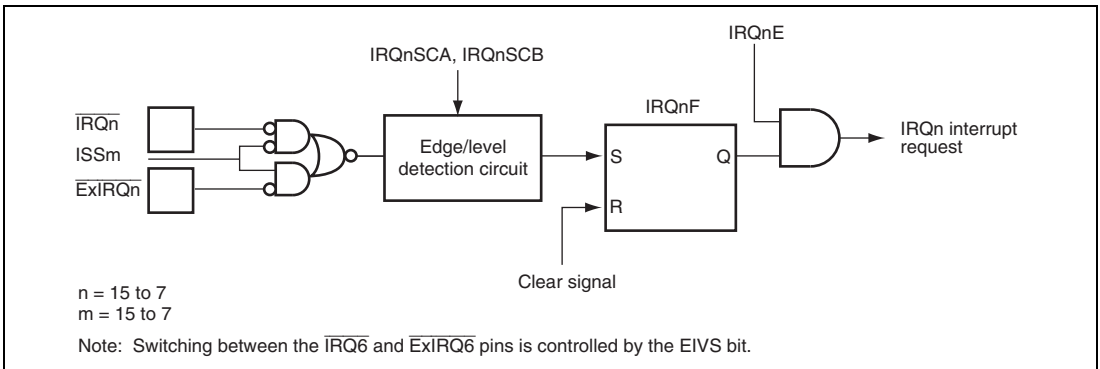 IRQnE
IRQnSCA, IRQnSCB
IRQnF
IRQn
ISSm
ExIRQn
Edge/level
detection circuit
S
Q
R
IRQn interrupt
request
Clear signal
n = 15 to 7
m = 15 to 7
Note: Switching between the IRQ6 and ExIRQ6 pins is controlled by the EIVS bit.